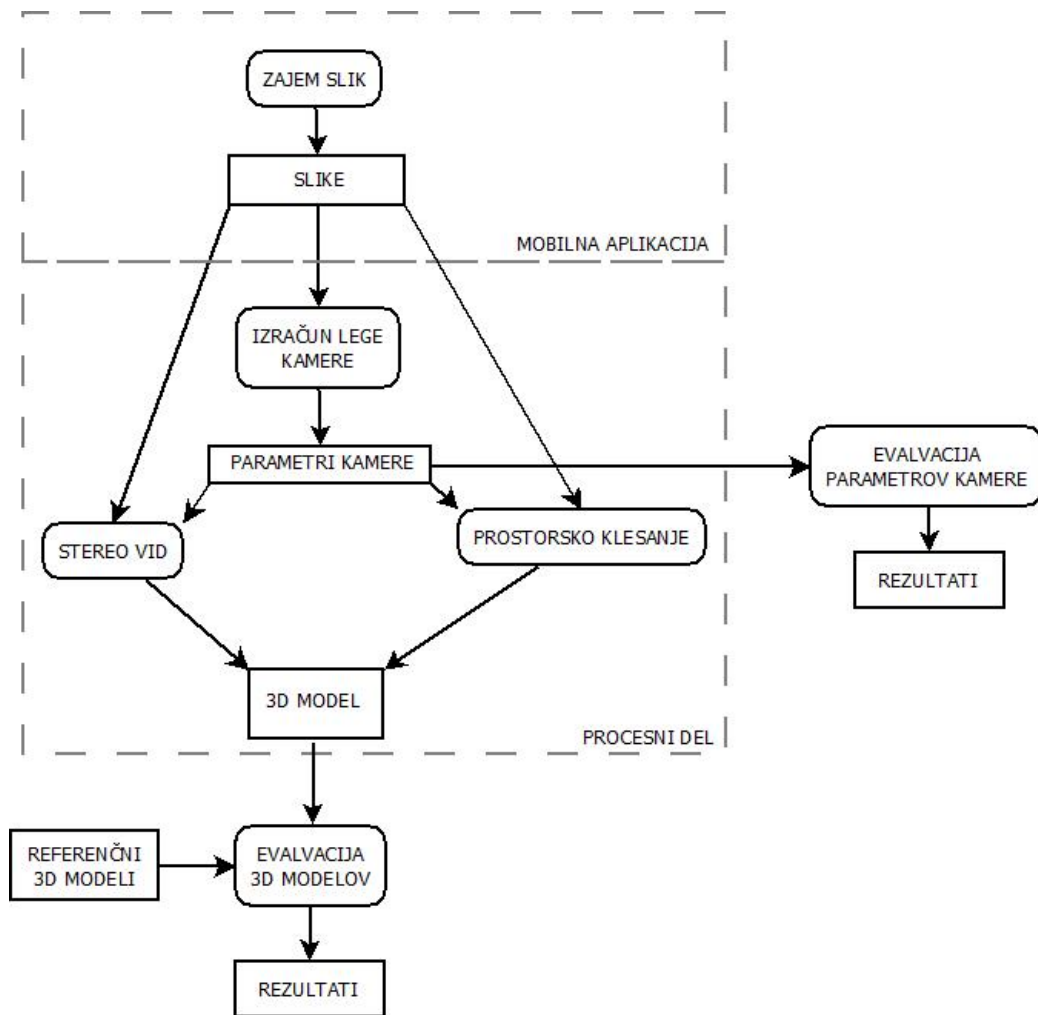 ZAJEM SLIK
SLIKE
MOBILNA APLIKACIJA
IZRAČUN LEGE
KAMERE
PARAMETRI KAMERE
EVALVACIJA
PARAMETROV KAMERE
STEREO VID
PROSTORSKO KLESANJE
REZULTATI
3D MODEL
PROCESNI DEL
REFERENČNI
3D MODELI
EVALVACIJA
3D MODELOV
REZULTATI